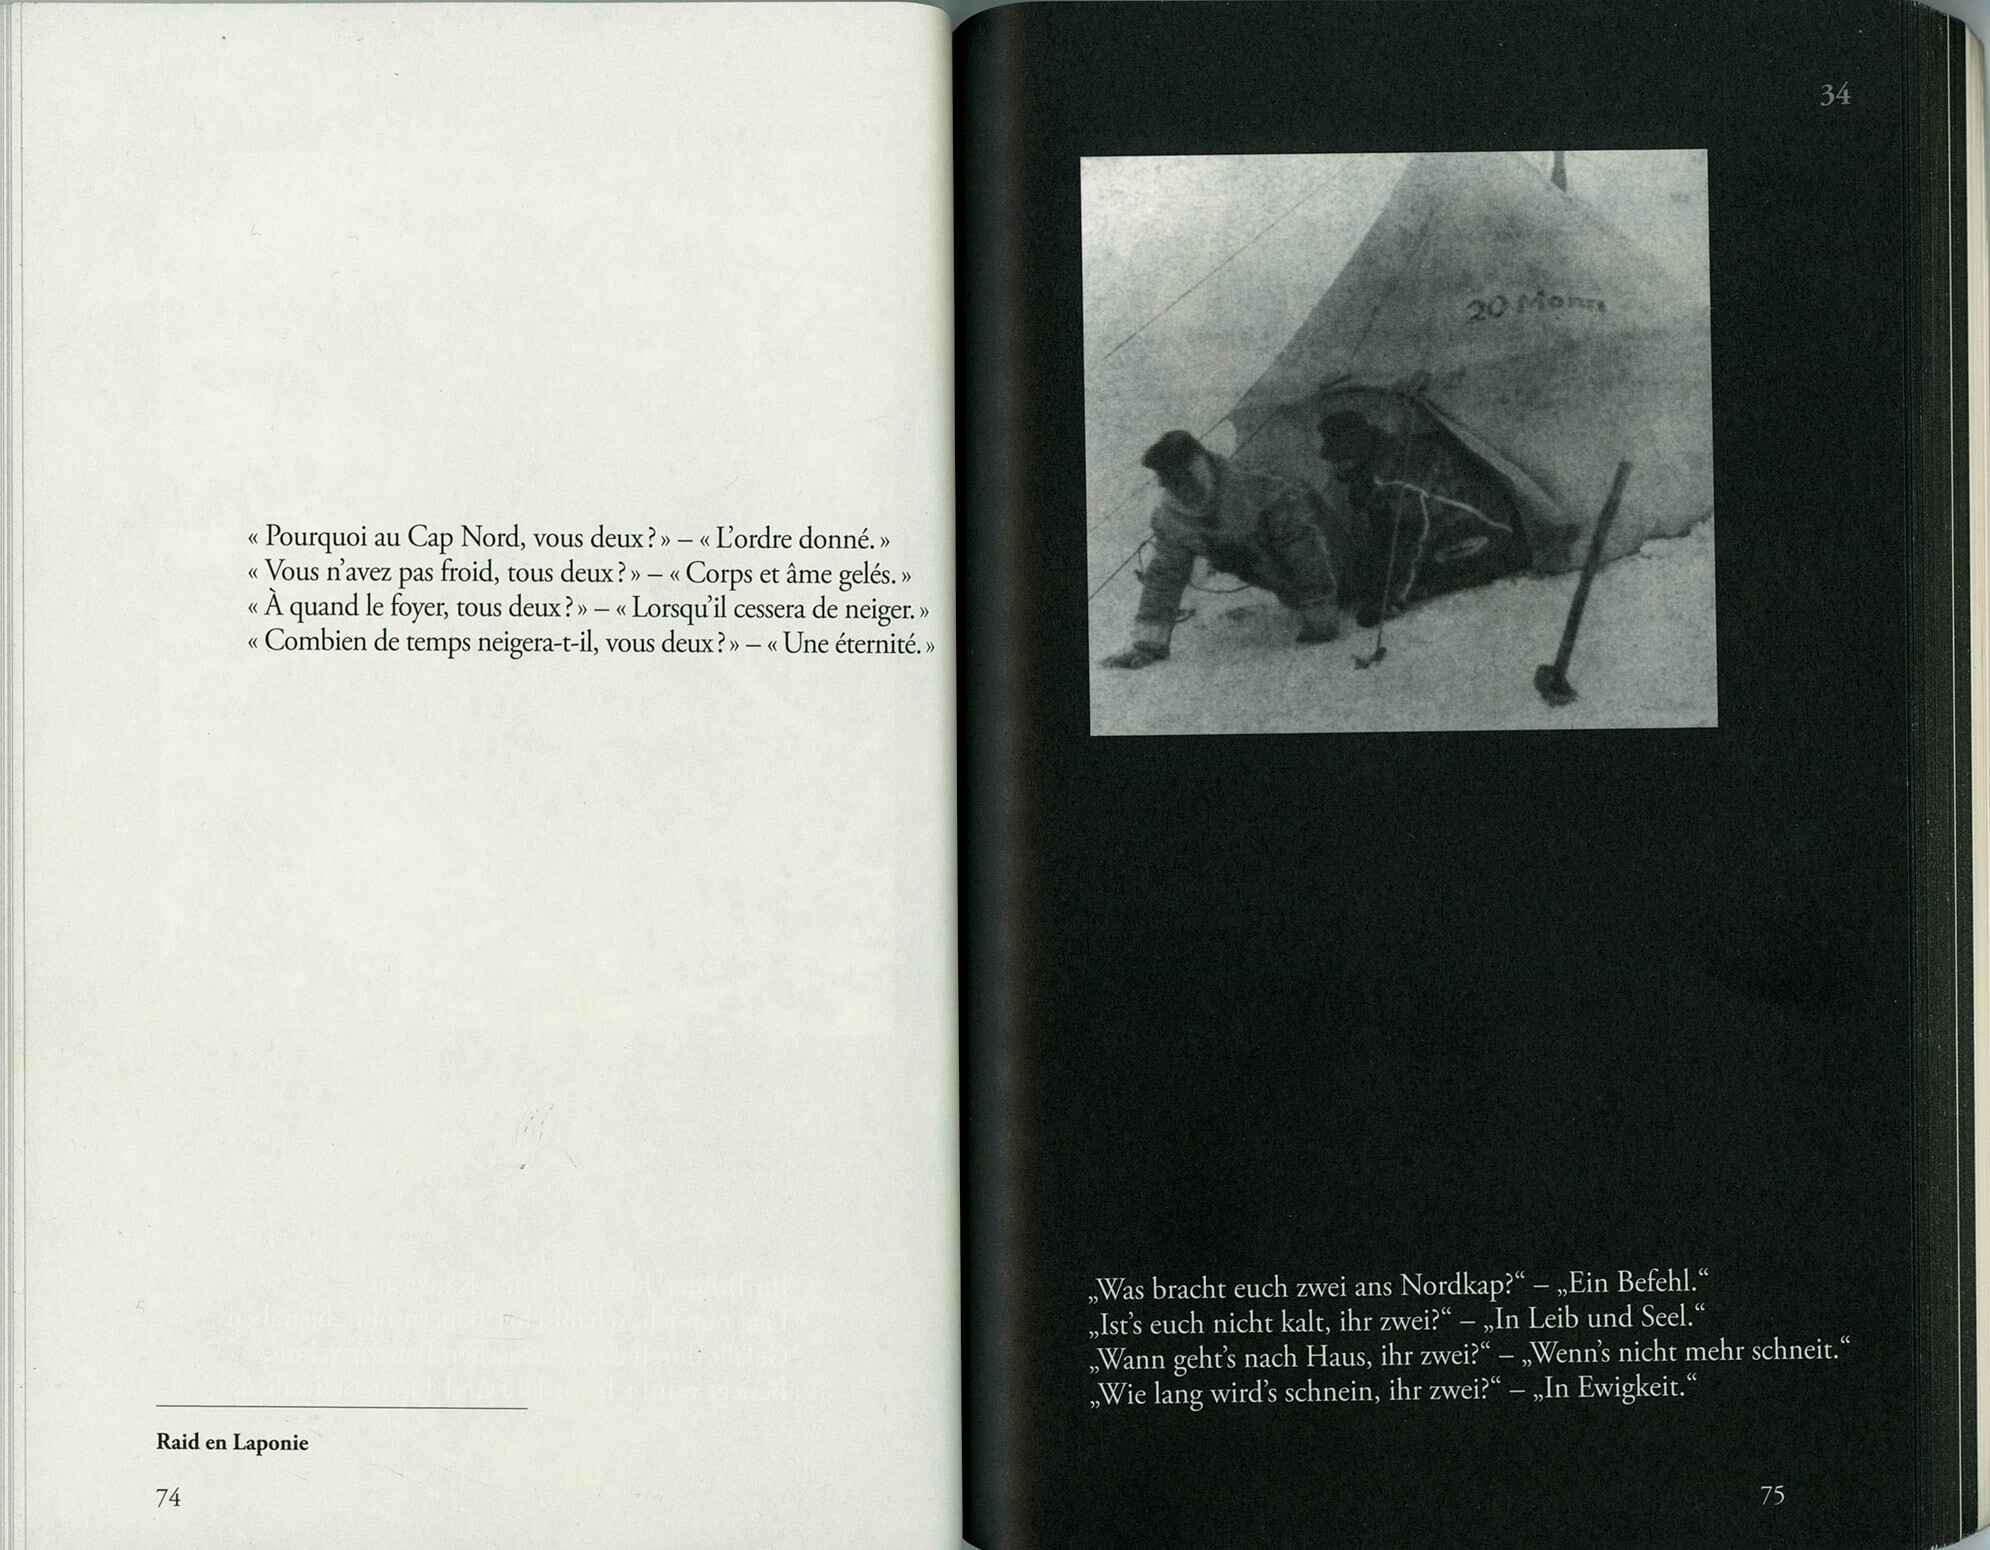 « Pourquoi au Cap Nord, vous deux ? » – « L’ordre donné. »
« Vous n’avez pas froid, tous deux ? » – « Corps et âme gelés. »
« À quand le foyer, tous deux ? » – « Lorsqu’il cessera de neiger. »
« Combien de temps neigera-t-il, vous deux ? » – « Une éternité. »
Raid en Laponie
74
34
20 Mann
„Was bracht euch zwei ans Nordkap?“ – „Ein Befehl.“
„Ist’s euch nicht kalt, ihr zwei?“ – „In Leib und Seel.“
„Wann geht’s nach Haus, ihr zwei?“ – „Wenn’s nicht mehr schneit.“
„Wie lang wird’s schnein, ihr zwei?“ – „In Ewigkeit.“
75